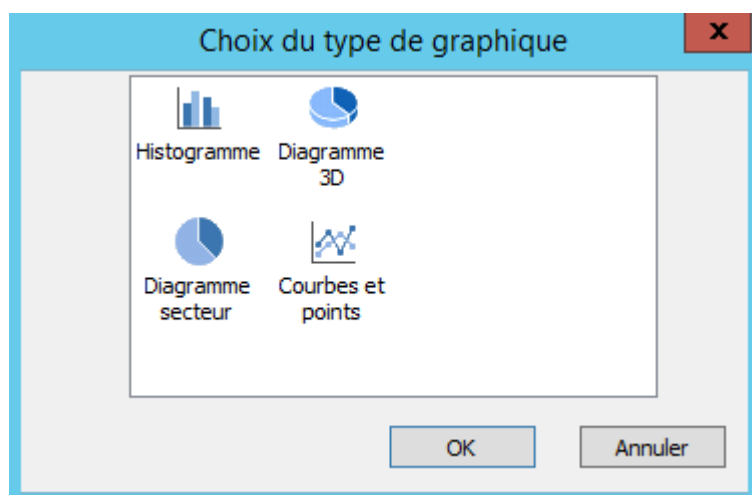 Choix du type de graphique
x
Histogramme
Diagramme
3D
Diagramme
secteur
Courbes et
points
OK
Annuler